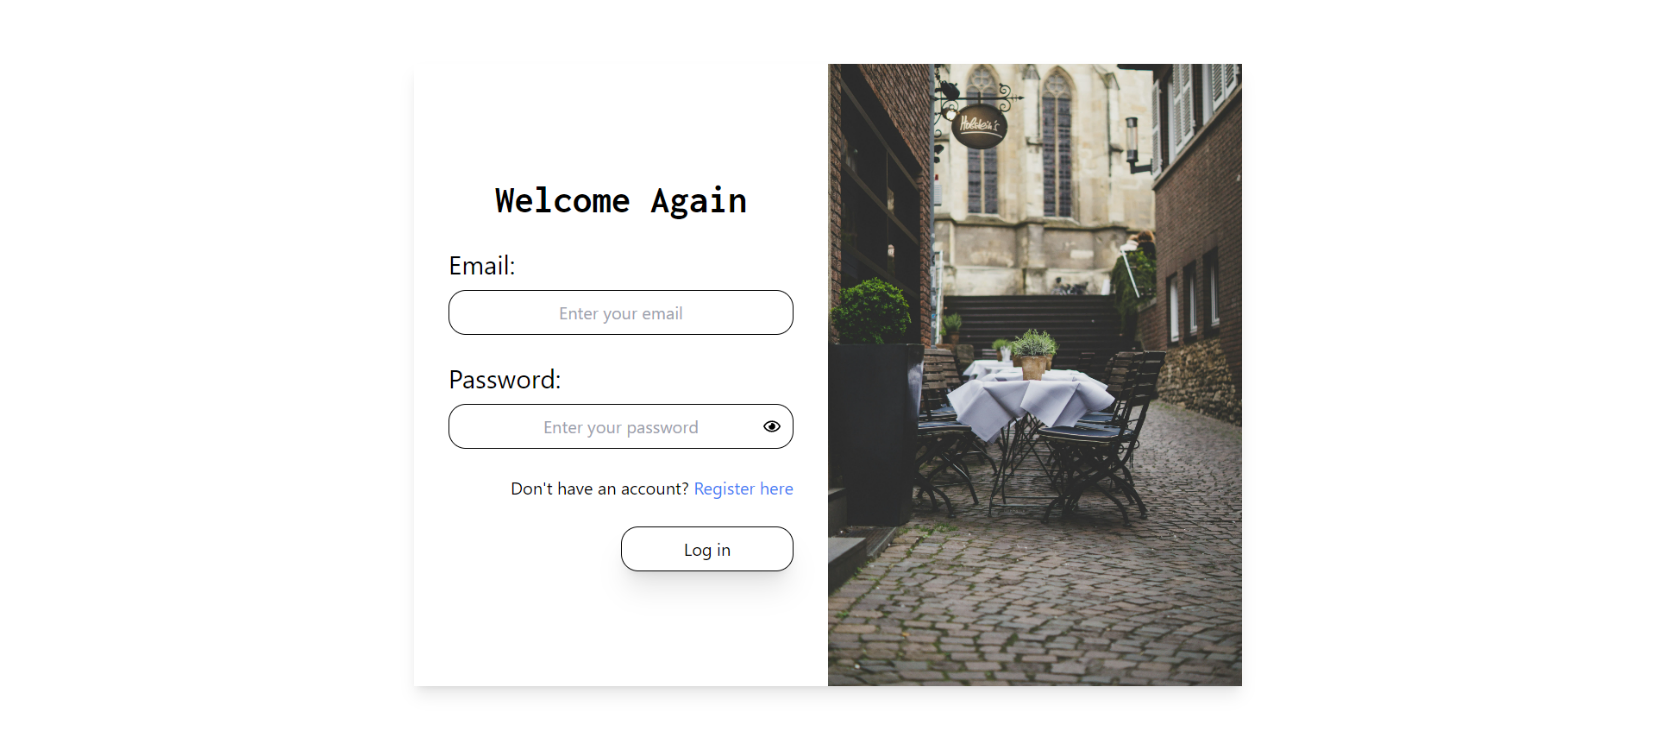 Welcome Again
Email:
Enter your email
Password:
Enter your password
Don't have an account? Register here
Log in